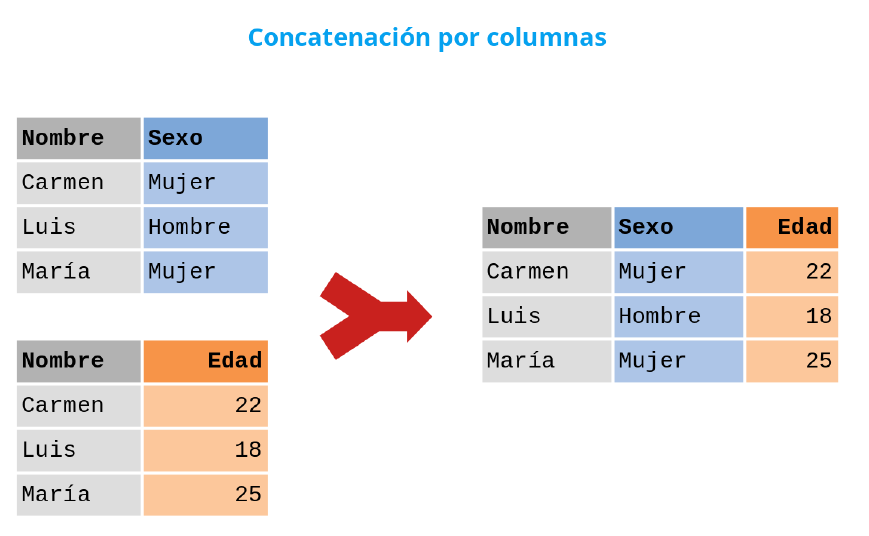 Concatenación por columnas
Nombre Sexo
Carmen Mujer
Luis Hombre
María Mujer
Nombre Edad
Carmen 22
Luis 18
María 25
Nombre Sexo Edad
Carmen Mujer 22
Luis Hombre 18
María Mujer 25